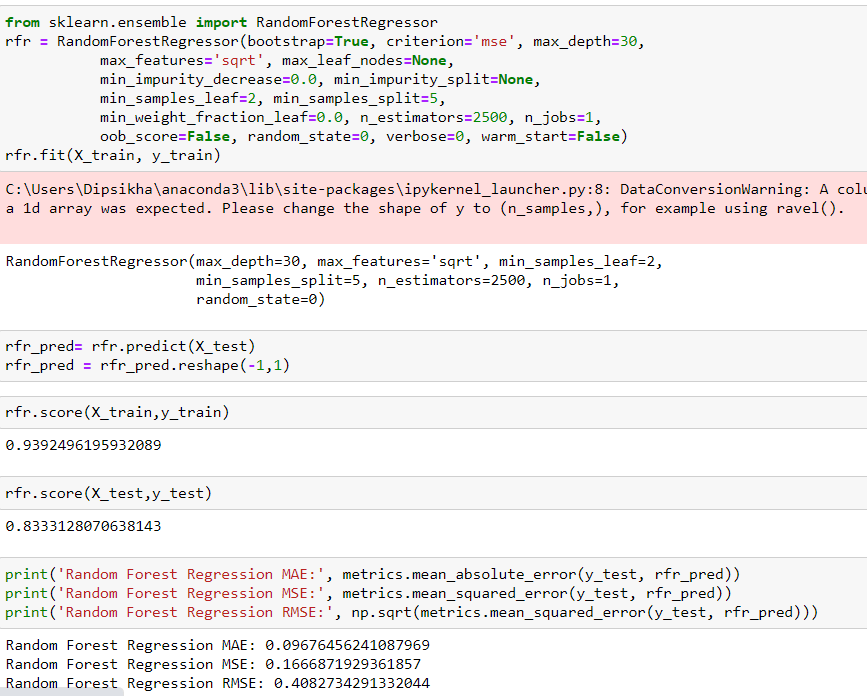 from sklearn.ensemble import RandomForestRegressor
rfr = RandomForestRegressor(bootstrap=True, criterion='mse', max_depth=30,
           max_features='sqrt', max_leaf_nodes=None,
           min_impurity_decrease=0.0, min_impurity_split=None,
           min_samples_leaf=2, min_samples_split=5,
           min_weight_fraction_leaf=0.0, n_estimators=2500, n_jobs=1,
           oob_score=False, random_state=0, verbose=0, warm_start=False)
rfr.fit(X_train, y_train)
C:\Users\Dipsikha\anaconda3\lib\site-packages\ipykernel_launcher.py:8: DataConversionWarning: A colu
a 1d array was expected. Please change the shape of y to (n_samples,), for example using ravel().
RandomForestRegressor(max_depth=30, max_features='sqrt', min_samples_leaf=2,
                      min_samples_split=5, n_estimators=2500, n_jobs=1,
                      random_state=0)
rfr_pred= rfr.predict(X_test)
rfr_pred = rfr_pred.reshape(-1,1)
rfr.score(X_train,y_train)
0.9392496195932089
rfr.score(X_test,y_test)
0.8333128070638143
print('Random Forest Regression MAE:', metrics.mean_absolute_error(y_test, rfr_pred))
print('Random Forest Regression MSE:', metrics.mean_squared_error(y_test, rfr_pred))
print('Random Forest Regression RMSE:', np.sqrt(metrics.mean_squared_error(y_test, rfr_pred)))
Random Forest Regression MAE: 0.09676456241087969
Random Forest Regression MSE: 0.1666871929361857
Random Forest Regression RMSE: 0.4082734291332044